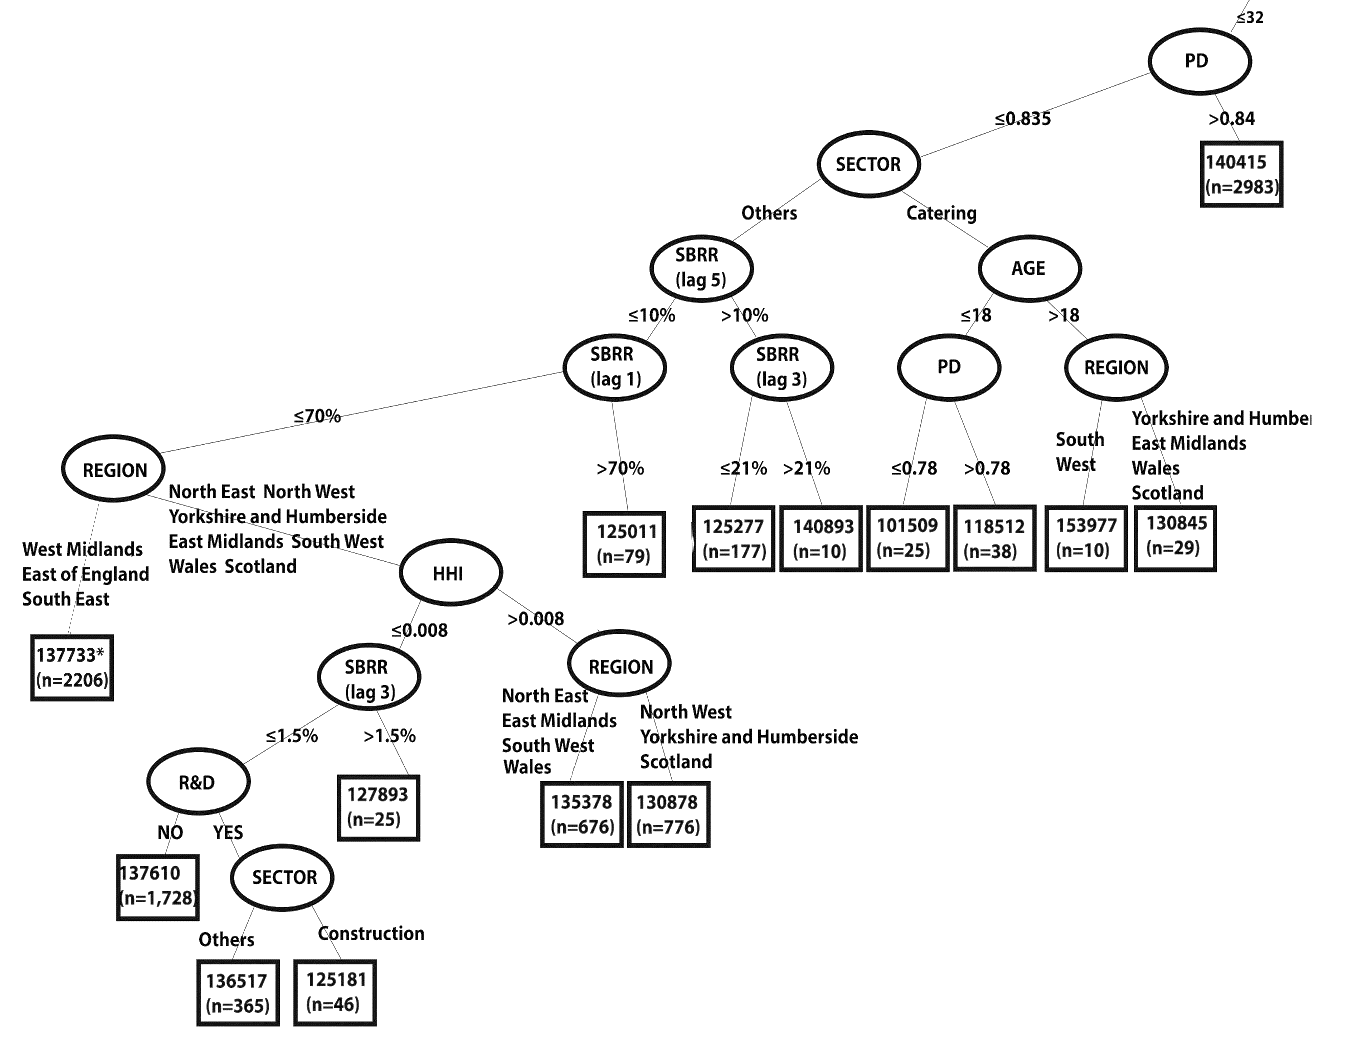 ≤32
PD
≤0.835
>0.84
SECTOR
140415
(n=2983)
Others
Catering
SBRR
(lag 5)
AGE
≤10%
>10%
≤18
>18
SBRR
(lag 1)
SBRR
(lag 3)
PD
REGION
≤70%
>70%
≤21%
>21%
≤0.78
>0.78
South
West
Yorkshire and Humber
East Midlands
Wales
Scotland
REGION
125011
(n=79)
125277
(n=177)
140893
(n=10)
101509
(n=25)
118512
(n=38)
153977
(n=10)
130845
(n=29)
West Midlands
East of England
South East
North East North West
Yorkshire and Humberside
East Midlands South West
Wales Scotland
137733*
(n=2206)
HHI
≤0.008
>0.008
SBRR
(lag 3)
REGION
≤1.5%
>1.5%
North East
East Midlands
South West
Wales
North West
Yorkshire and Humberside
Scotland
R&D
127893
(n=25)
135378
(n=676)
130878
(n=776)
NO
YES
137610
(n=1,728)
SECTOR
Others
Construction
136517
(n=365)
125181
(n=46)